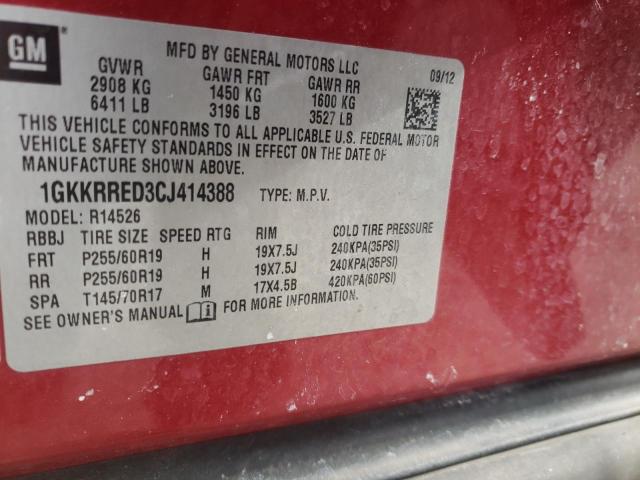 GM
MFD BY GENERAL MOTORS LLC
09/12
GVWR GAWR FRT GAWR RR
2908 KG 1450 KG 1600 KG
6411 LB 3196 LB 3527 LB
THIS VEHICLE CONFORMS TO ALL APPLICABLE U.S. FEDERAL MOTOR
VEHICLE SAFETY STANDARDS IN EFFECT ON THE DATE OF
MANUFACTURE SHOWN ABOVE.
1GKKRRED3CJ414388 TYPE: M.P.V.
MODEL: R14526
RBBJ TIRE SIZE SPEED RTG RIM COLD TIRE PRESSURE
FRT P255/60R19 H 19X7.5J 240KPA(35PSI)
RR P255/60R19 H 19X7.5J 240KPA(35PSI)
SPA T145/70R17 M 17X4.5B 420KPA(60PSI)
SEE OWNER'S MANUAL i FOR MORE INFORMATION.